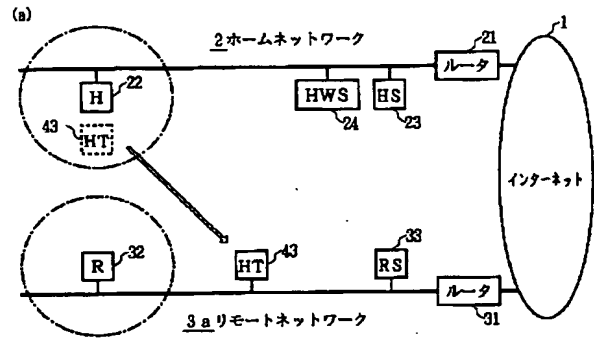 (a)
2 ホームネットワーク
21
ルータ
1
H
22
HWS
24
HS
23
43
HT
インターネット
R
32
HT
43
RS
33
ルータ
31
3a リモートネットワーク